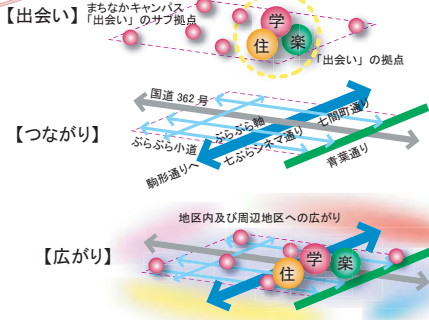 【出会い】
まちなかキャンパス
「出会い」のサブ拠点
学
住
楽
「出会い」の拠点
【つながり】
国道 362 号
ぶらぶら軸
七間町通り
ぶらぶら小道
七ぶらシネマ通り
駒形通りへ
青葉通り
【広がり】
地区内及び周辺地区への広がり
学
住
楽